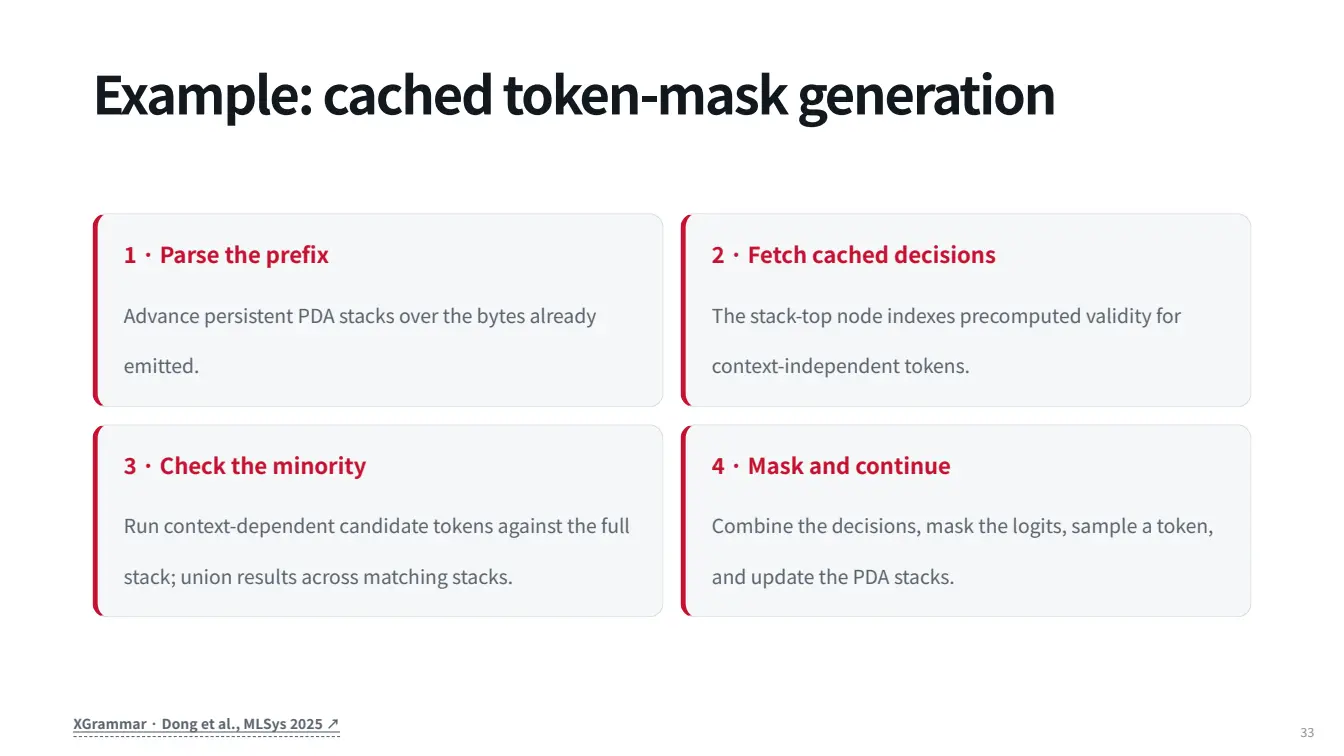 Example: cached token-mask generation
1 · Parse the prefix
Advance persistent PDA stacks over the bytes already
emitted.
2 · Fetch cached decisions
The stack-top node indexes precomputed validity for
context-independent tokens.
3 · Check the minority
Run context-dependent candidate tokens against the full
stack; union results across matching stacks.
4 · Mask and continue
Combine the decisions, mask the logits, sample a token,
and update the PDA stacks.
XGrammar · Dong et al., MLSys 2025 ↗
33